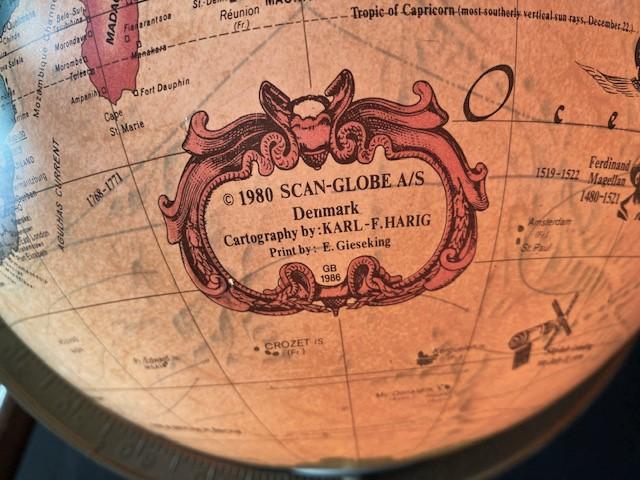 MADA
Réunion
(Fr.)
Tropic of Capricorn (most southerly vertical sun rays, December 22.)
Mozambique Channel
Fianarantsoa
Morondava
Manakara
Ampanihy
Fort Dauphin
Cape
St. Marie
AGULHAS CURRENT
1768-1771
O c e
1519-1522
Ferdinand
Magellan
1480-1521
© 1980 SCAN-GLOBE A/S
Denmark
Cartography by: KARL-F. HARIG
Print by: E. Gieseking
GB
1986
Amsterdam
(Fr.)
St. Paul
CROZET IS.
(Fr.)